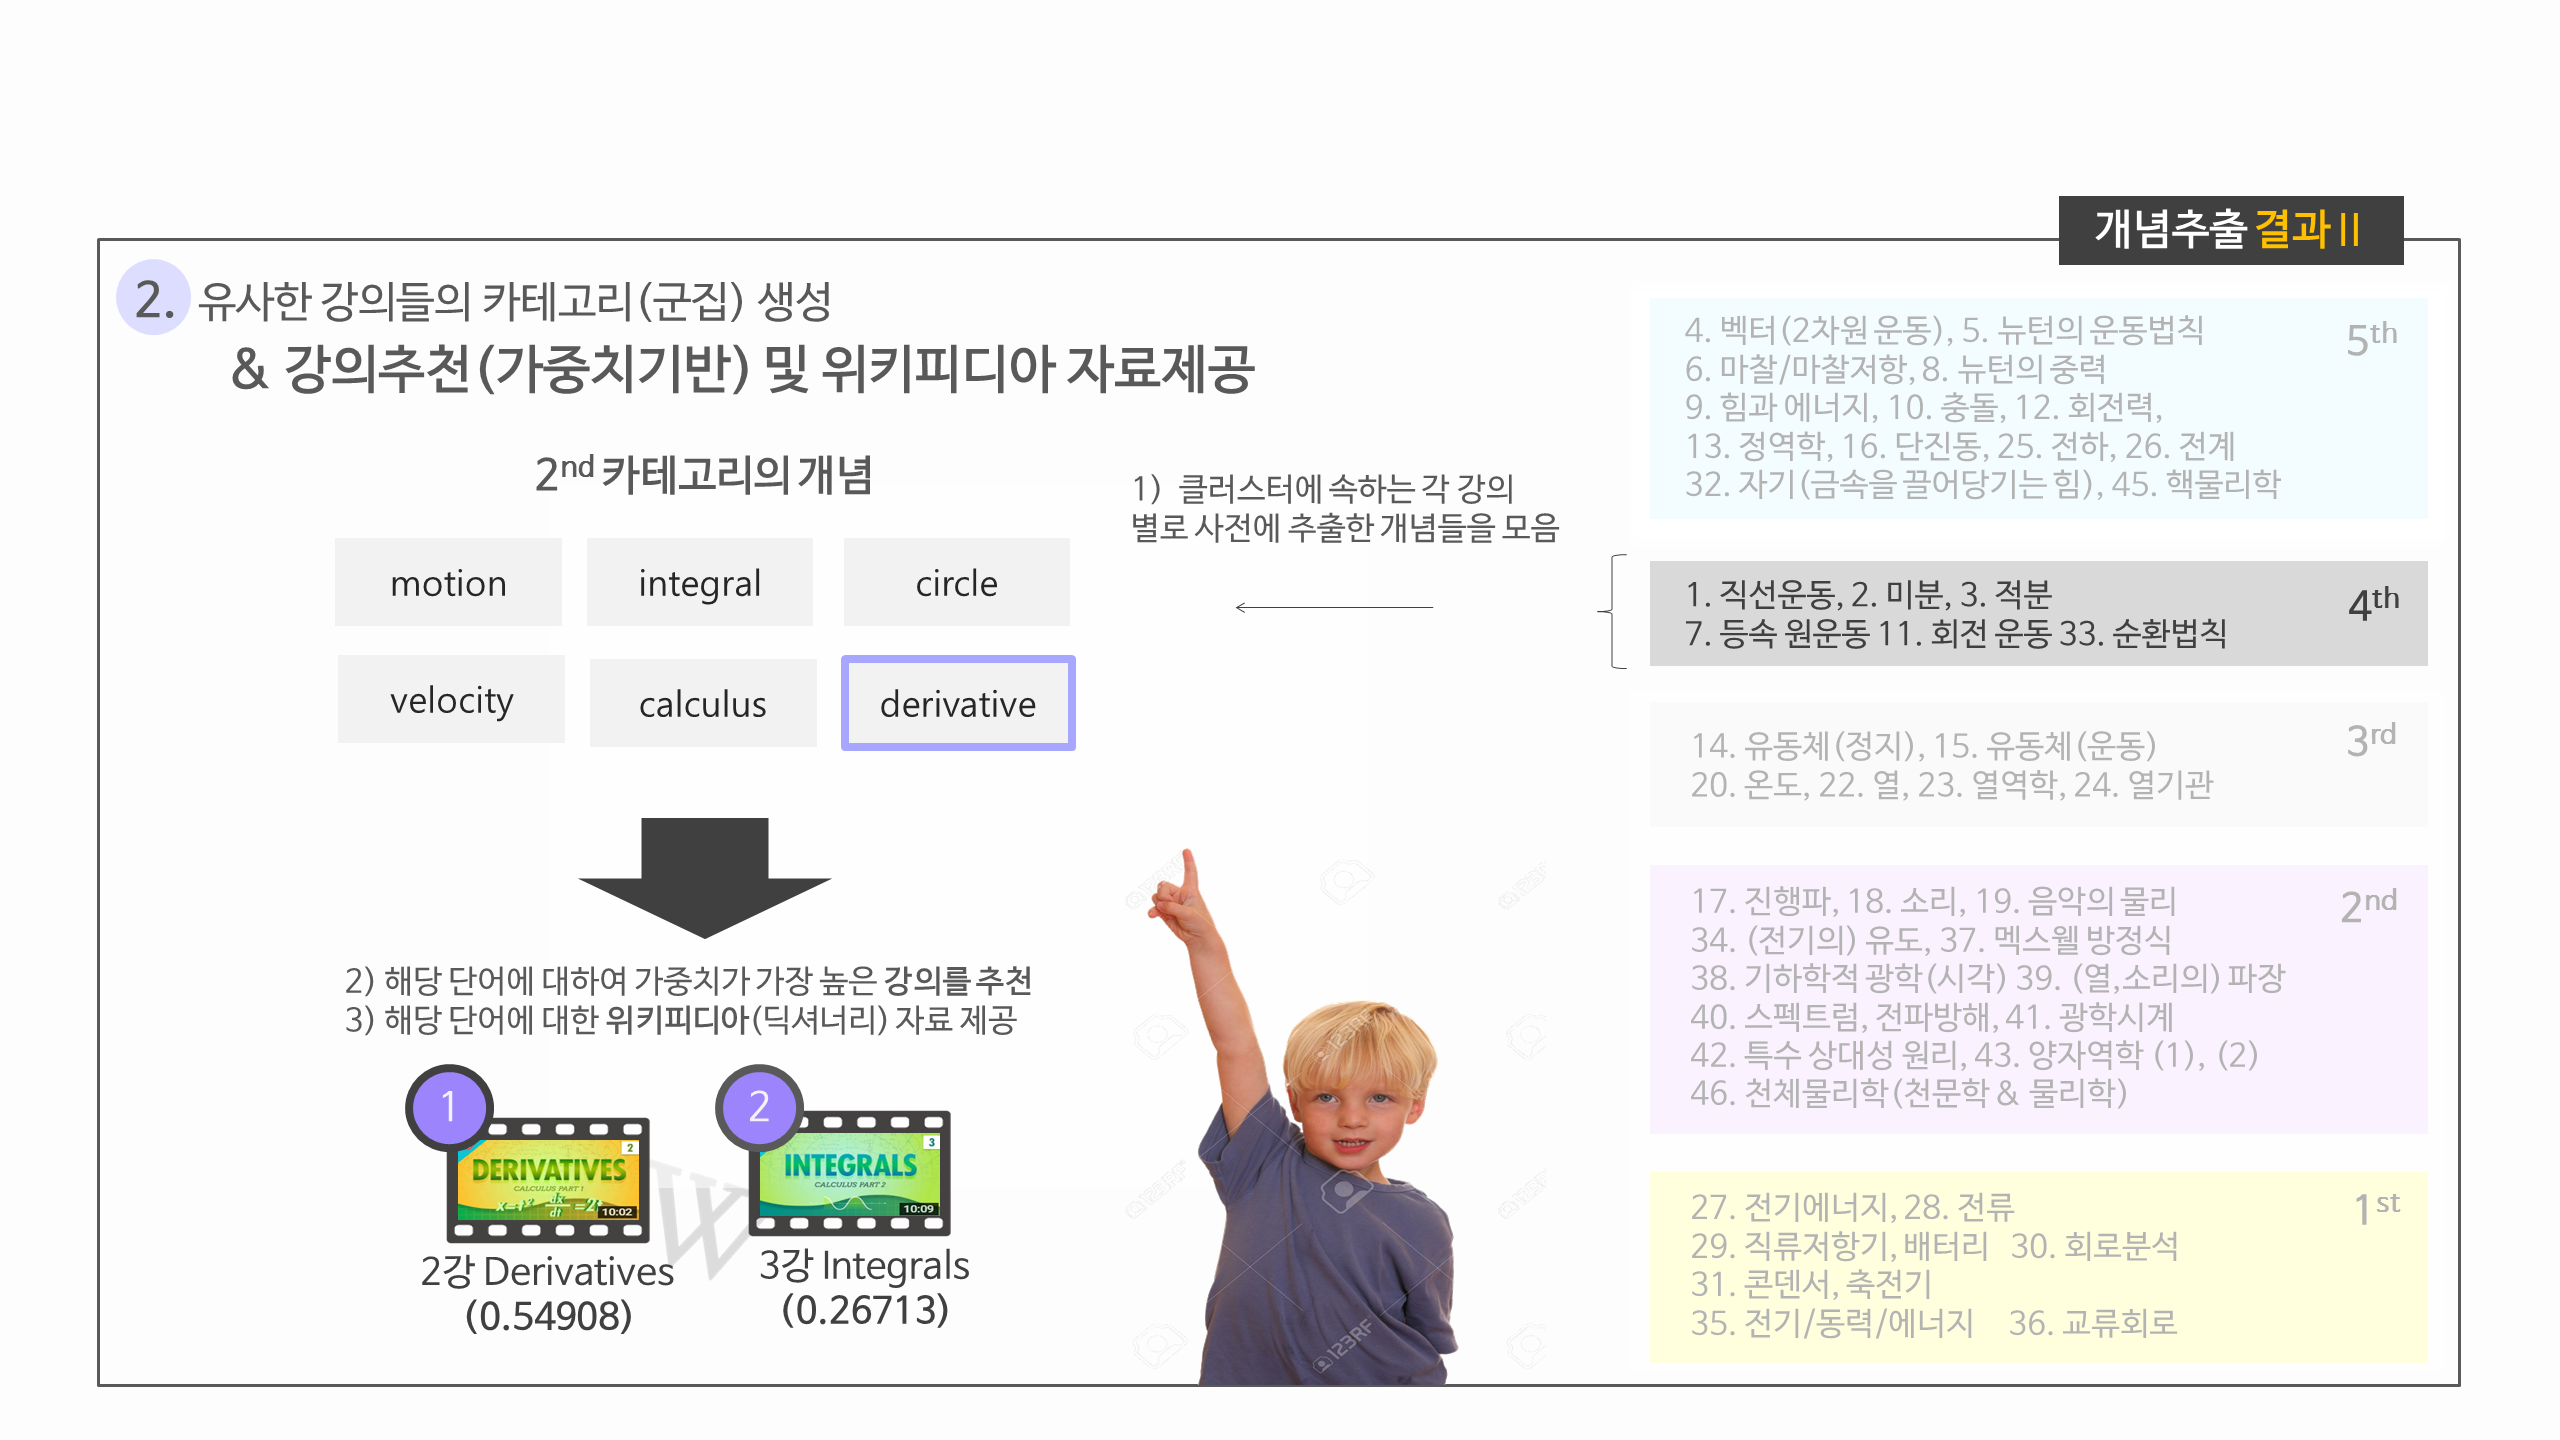 개념추출 결과 II
2. 유사한 강의들의 카테고리(군집) 생성
& 강의추천(가중치기반) 및 위키피디아 자료제공
2nd 카테고리의 개념
motion
integral
circle
velocity
calculus
derivative
1) 클러스터에 속하는 각 강의
별로 사전에 추출한 개념들을 모음
2) 해당 단어에 대하여 가중치가 가장 높은 강의를 추천
3) 해당 단어에 대한 위키피디아(딕셔너리) 자료 제공
1
2
DERIVATIVES
CALCULUS PART 1
10:02
2강 Derivatives
(0.54908)
2
3
INTEGRALS
CALCULUS PART 2
10:09
3강 Integrals
(0.26713)
W
4. 벡터(2차원 운동), 5. 뉴턴의 운동법칙
6. 마찰/마찰저항, 8. 뉴턴의 중력
9. 힘과 에너지, 10. 충돌, 12. 회전력,
13. 정역학, 16. 단진동, 25. 전하, 26. 전계
32. 자기(금속을 끌어당기는 힘), 45. 핵물리학
5th
1. 직선운동, 2. 미분, 3. 적분
7. 등속 원운동 11. 회전 운동 33. 순환법칙
4th
14. 유동체(정지), 15. 유동체(운동)
20. 온도, 22. 열, 23. 열역학, 24. 열기관
3rd
17. 진행파, 18. 소리, 19. 음악의 물리
34. (전기의) 유도, 37. 멕스웰 방정식
38. 기하학적 광학(시각) 39. (열,소리의) 파장
40. 스펙트럼, 전파방해, 41. 광학시계
42. 특수 상대성 원리, 43. 양자역학 (1), (2)
46. 천체물리학(천문학 & 물리학)
2nd
27. 전기에너지, 28. 전류
29. 직류저항기, 배터리 30. 회로분석
31. 콘덴서, 축전기
35. 전기/동력/에너지 36. 교류회로
1st
123RF
123RF
123RF